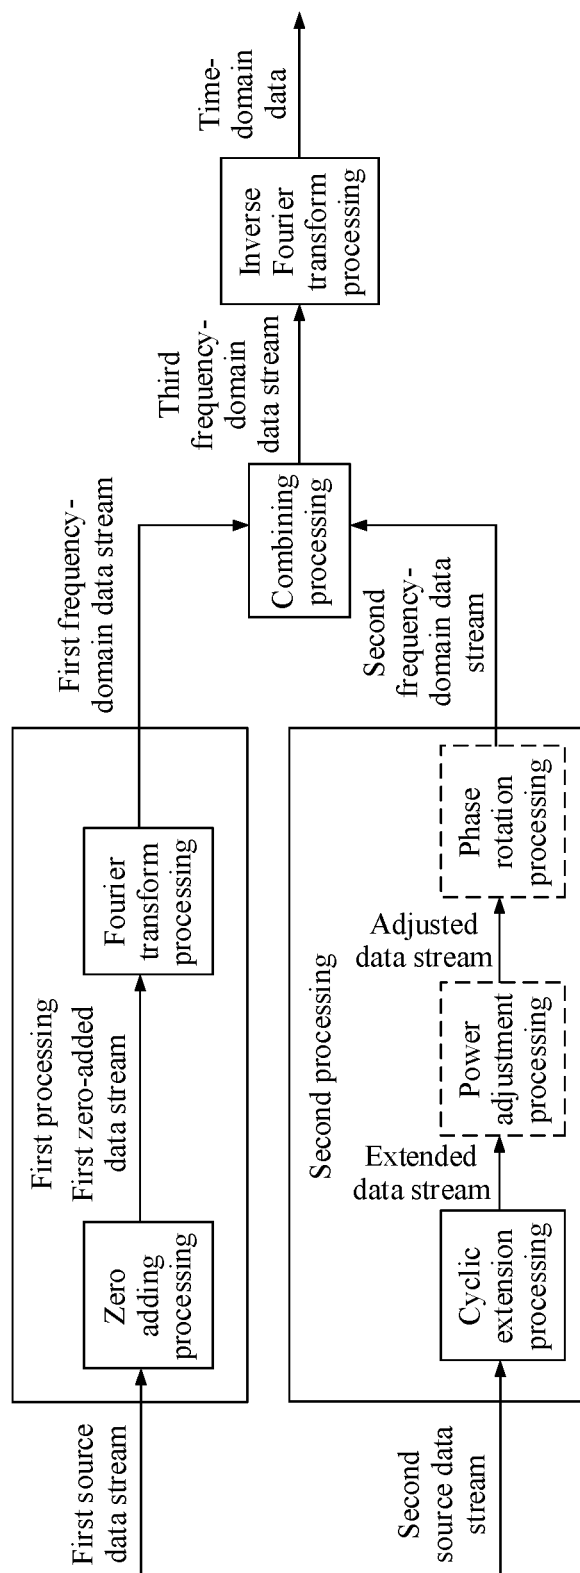 First source
data stream
First processing
Zero
adding
processing
First zero-added
data stream
Fourier
transform
processing
First frequency-
domain data stream
Second
source data
stream
Second processing
Cyclic
extension
processing
Extended
data stream
Power
adjustment
processing
Adjusted
data stream
Phase
rotation
processing
Second
frequency-
domain data
stream
Combining
processing
Third
frequency-
domain
data stream
Inverse
Fourier
transform
processing
Time-
domain
data